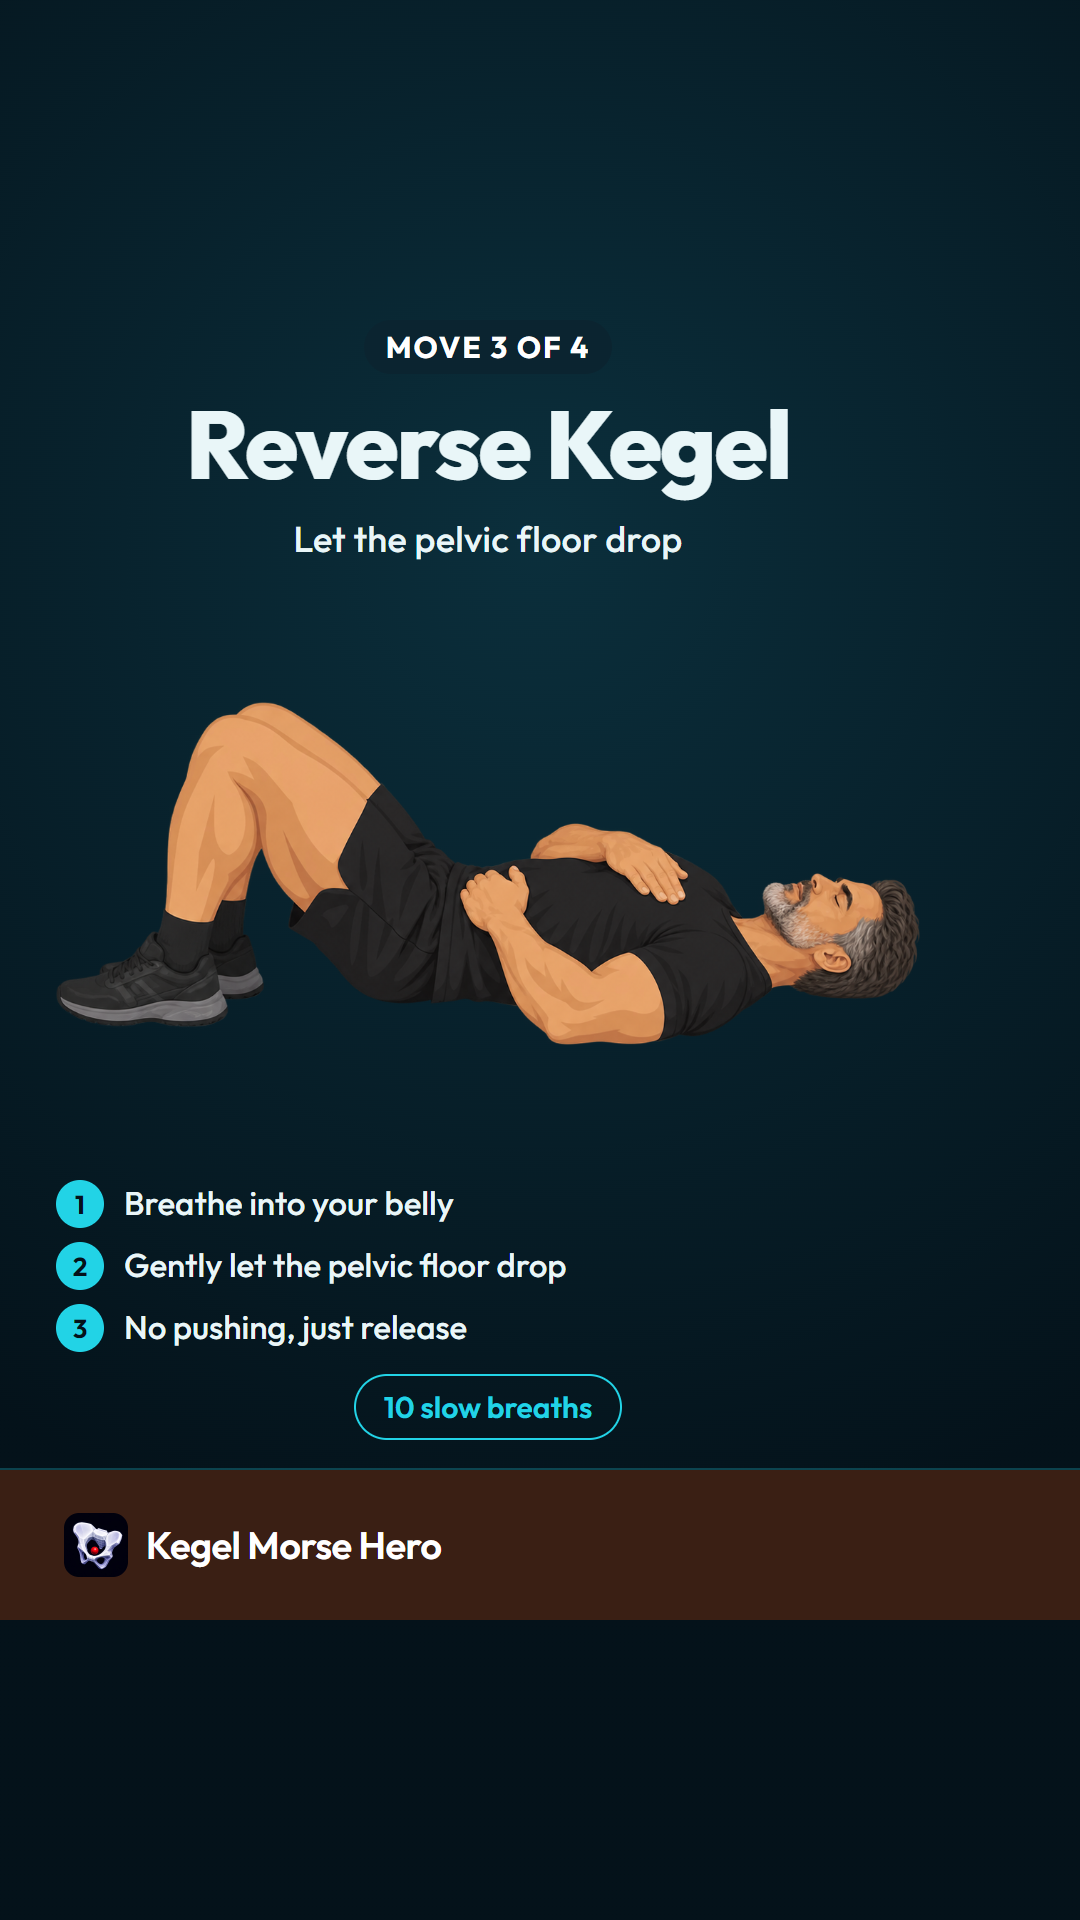 MOVE 3 OF 4
Reverse Kegel
Let the pelvic floor drop
1 Breathe into your belly
2 Gently let the pelvic floor drop
3 No pushing, just release
10 slow breaths
Kegel Morse Hero